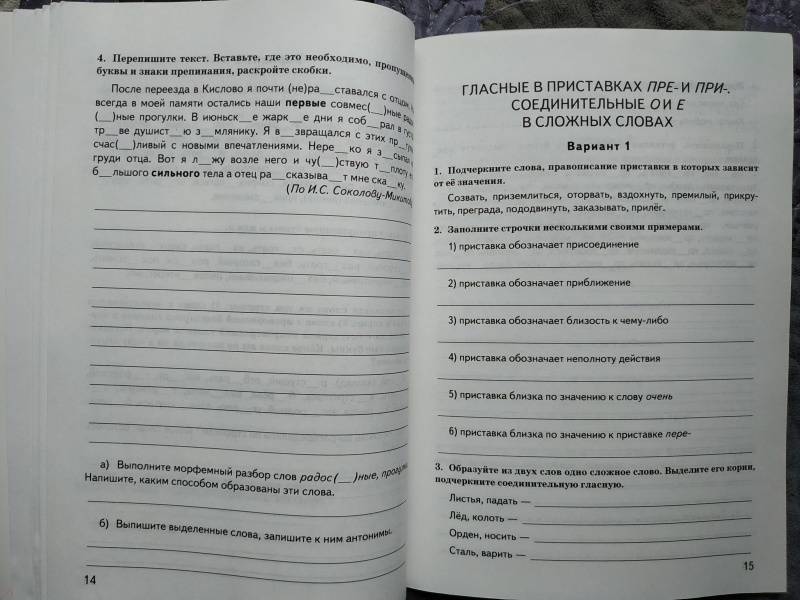 4. Перепишите текст. Вставьте, где это необходимо, пропущенные
буквы и знаки препинания, раскройте скобки.
После переезда в Кислово я почти (не)ра__ставался с отцом.
всегда в моей памяти остались наши первые совмес(__)ные
(__)ные прогулки. В июньск__е жарк__е дни я соб__рал в
тр__ве душист__ю з__млянику. Я в__звращался с этих
счас(__)ливый с новыми впечатлениями. Нере__ко я
груди отца. Вот я л__жу возле него и чу(__)ствую т__плоту
б__льшого сильного тела а отец ра__сказыва__т мне ска__ку.
(По И.С. Соколову-Микитову)
а) Выполните морфемный разбор слов радос(__)ные, прогулки.
Напишите, каким способом образованы эти слова.
б) Выпишите выделенные слова, запишите к ним антонимы.
14
ГЛАСНЫЕ В ПРИСТАВКАХ ПРЕ- И ПРИ-.
СОЕДИНИТЕЛЬНЫЕ О И Е
В СЛОЖНЫХ СЛОВАХ
Вариант 1
1. Подчеркните слова, правописание приставки в которых зависит
от её значения.
Созвать, приземлиться, оторвать, вздохнуть, премилый, прикру-
тить, преграда, пододвинуть, заказывать, прилёг.
2. Заполните строчки несколькими своими примерами.
1) приставка обозначает присоединение
2) приставка обозначает приближение
3) приставка обозначает близость к чему-либо
4) приставка обозначает неполноту действия
5) приставка близка по значению к слову очень
6) приставка близка по значению к приставке пере-
3. Образуйте из двух слов одно сложное слово. Выделите его корни,
подчеркните соединительную гласную.
Листья, падать —
Лёд, колоть —
Орден, носить —
Сталь, варить —
15